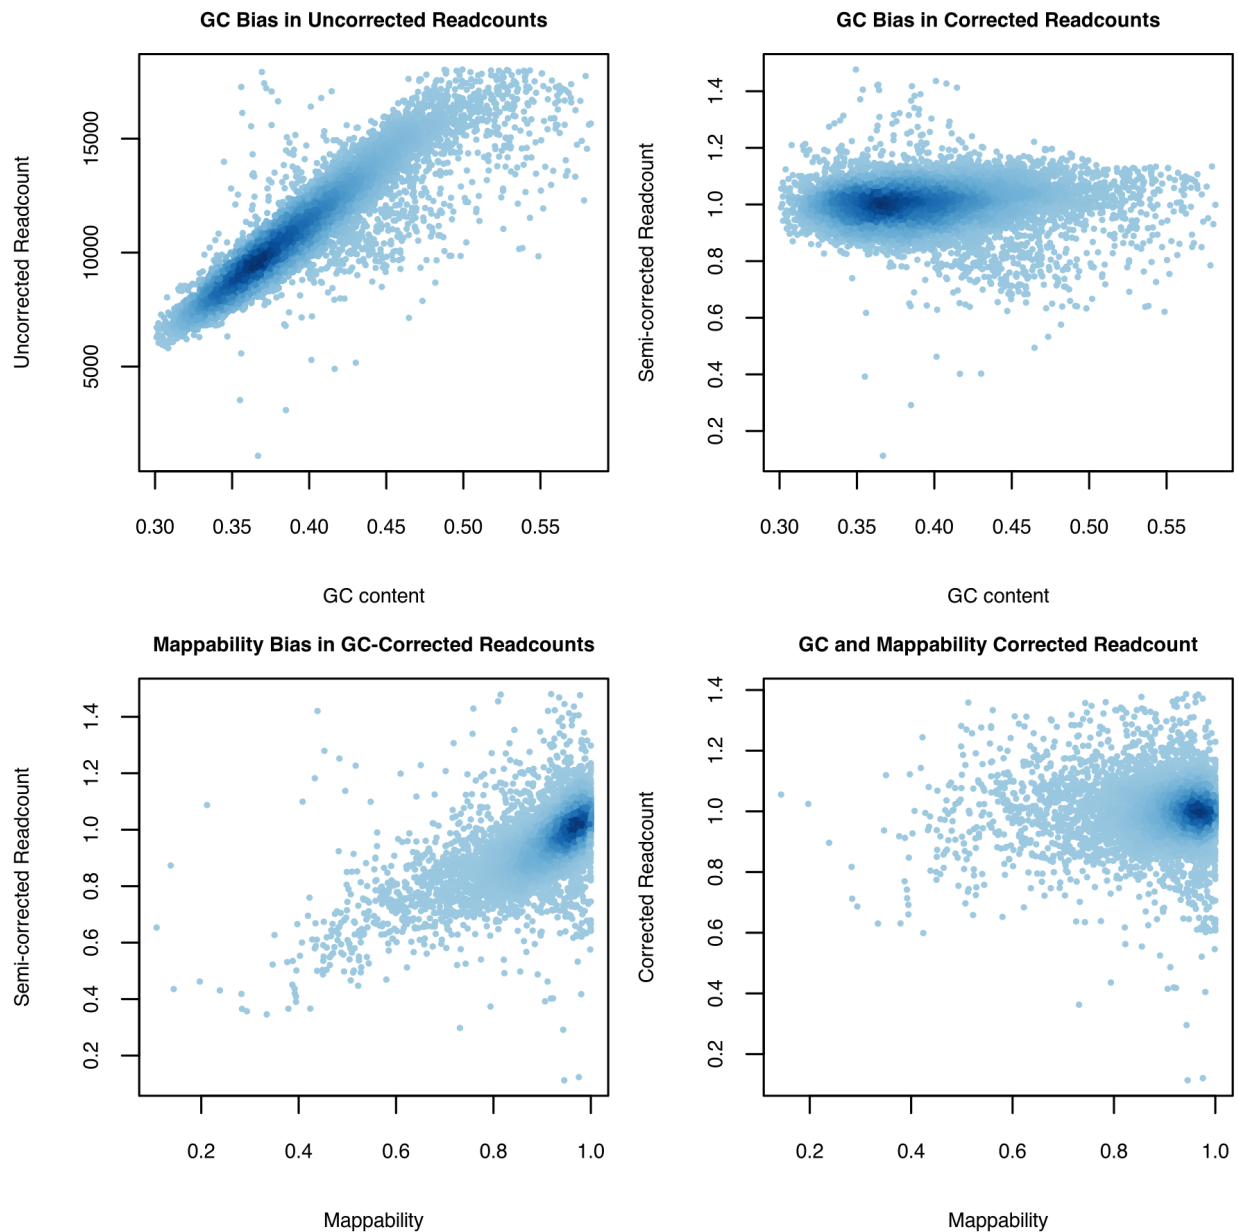 GC Bias in Uncorrected Readcounts
Uncorrected Readcount
15000
10000
5000
0.30 0.35 0.40 0.45 0.50 0.55
GC content
GC Bias in Corrected Readcounts
Semi-corrected Readcount
1.4
1.2
1.0
0.8
0.6
0.4
0.2
0.30 0.35 0.40 0.45 0.50 0.55
GC content
Mappability Bias in GC-Corrected Readcounts
Semi-corrected Readcount
1.4
1.2
1.0
0.8
0.6
0.4
0.2
0.2 0.4 0.6 0.8 1.0
Mappability
GC and Mappability Corrected Readcount
Corrected Readcount
1.4
1.2
1.0
0.8
0.6
0.4
0.2
0.2 0.4 0.6 0.8 1.0
Mappability